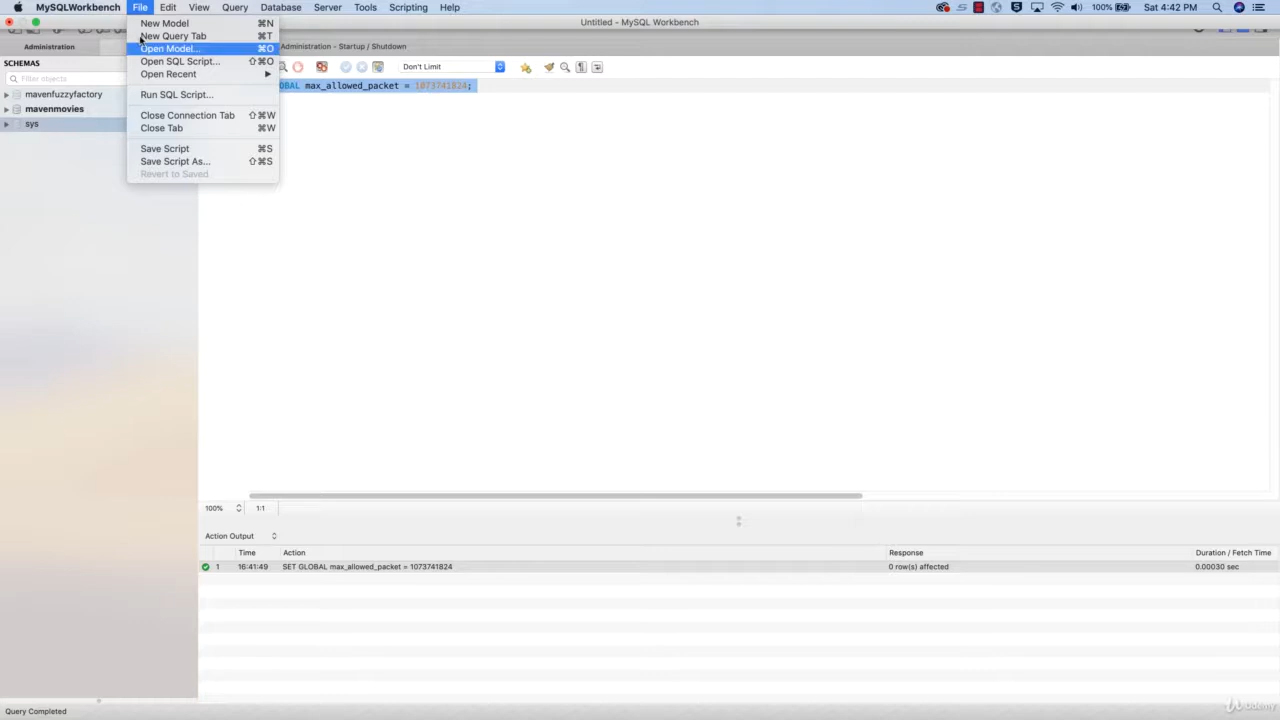 MySQLWorkbench File Edit View Query Database Server Tools Scripting Help 100% Sat 4:42 PM
Untitled - MySQL Workbench
New Model ⌘N
New Query Tab ⌘T
Open Model... ⌘O
Open SQL Script... ⇧⌘O
Open Recent
Run SQL Script...
Close Connection Tab ⇧⌘W
Close Tab ⌘W
Save Script ⌘S
Save Script As... ⇧⌘S
Revert to Saved
Administration
Administration - Startup / Shutdown
SCHEMAS
Filter objects
mavenfuzzyfactory
mavenmovies
sys
Don't Limit
OBAL max_allowed_packet = 1073741824;
100% 1:1
Action Output
Time Action Response Duration / Fetch Time
1 16:41:49 SET GLOBAL max_allowed_packet = 1073741824 0 row(s) affected 0.00030 sec
Query Completed
Udemy